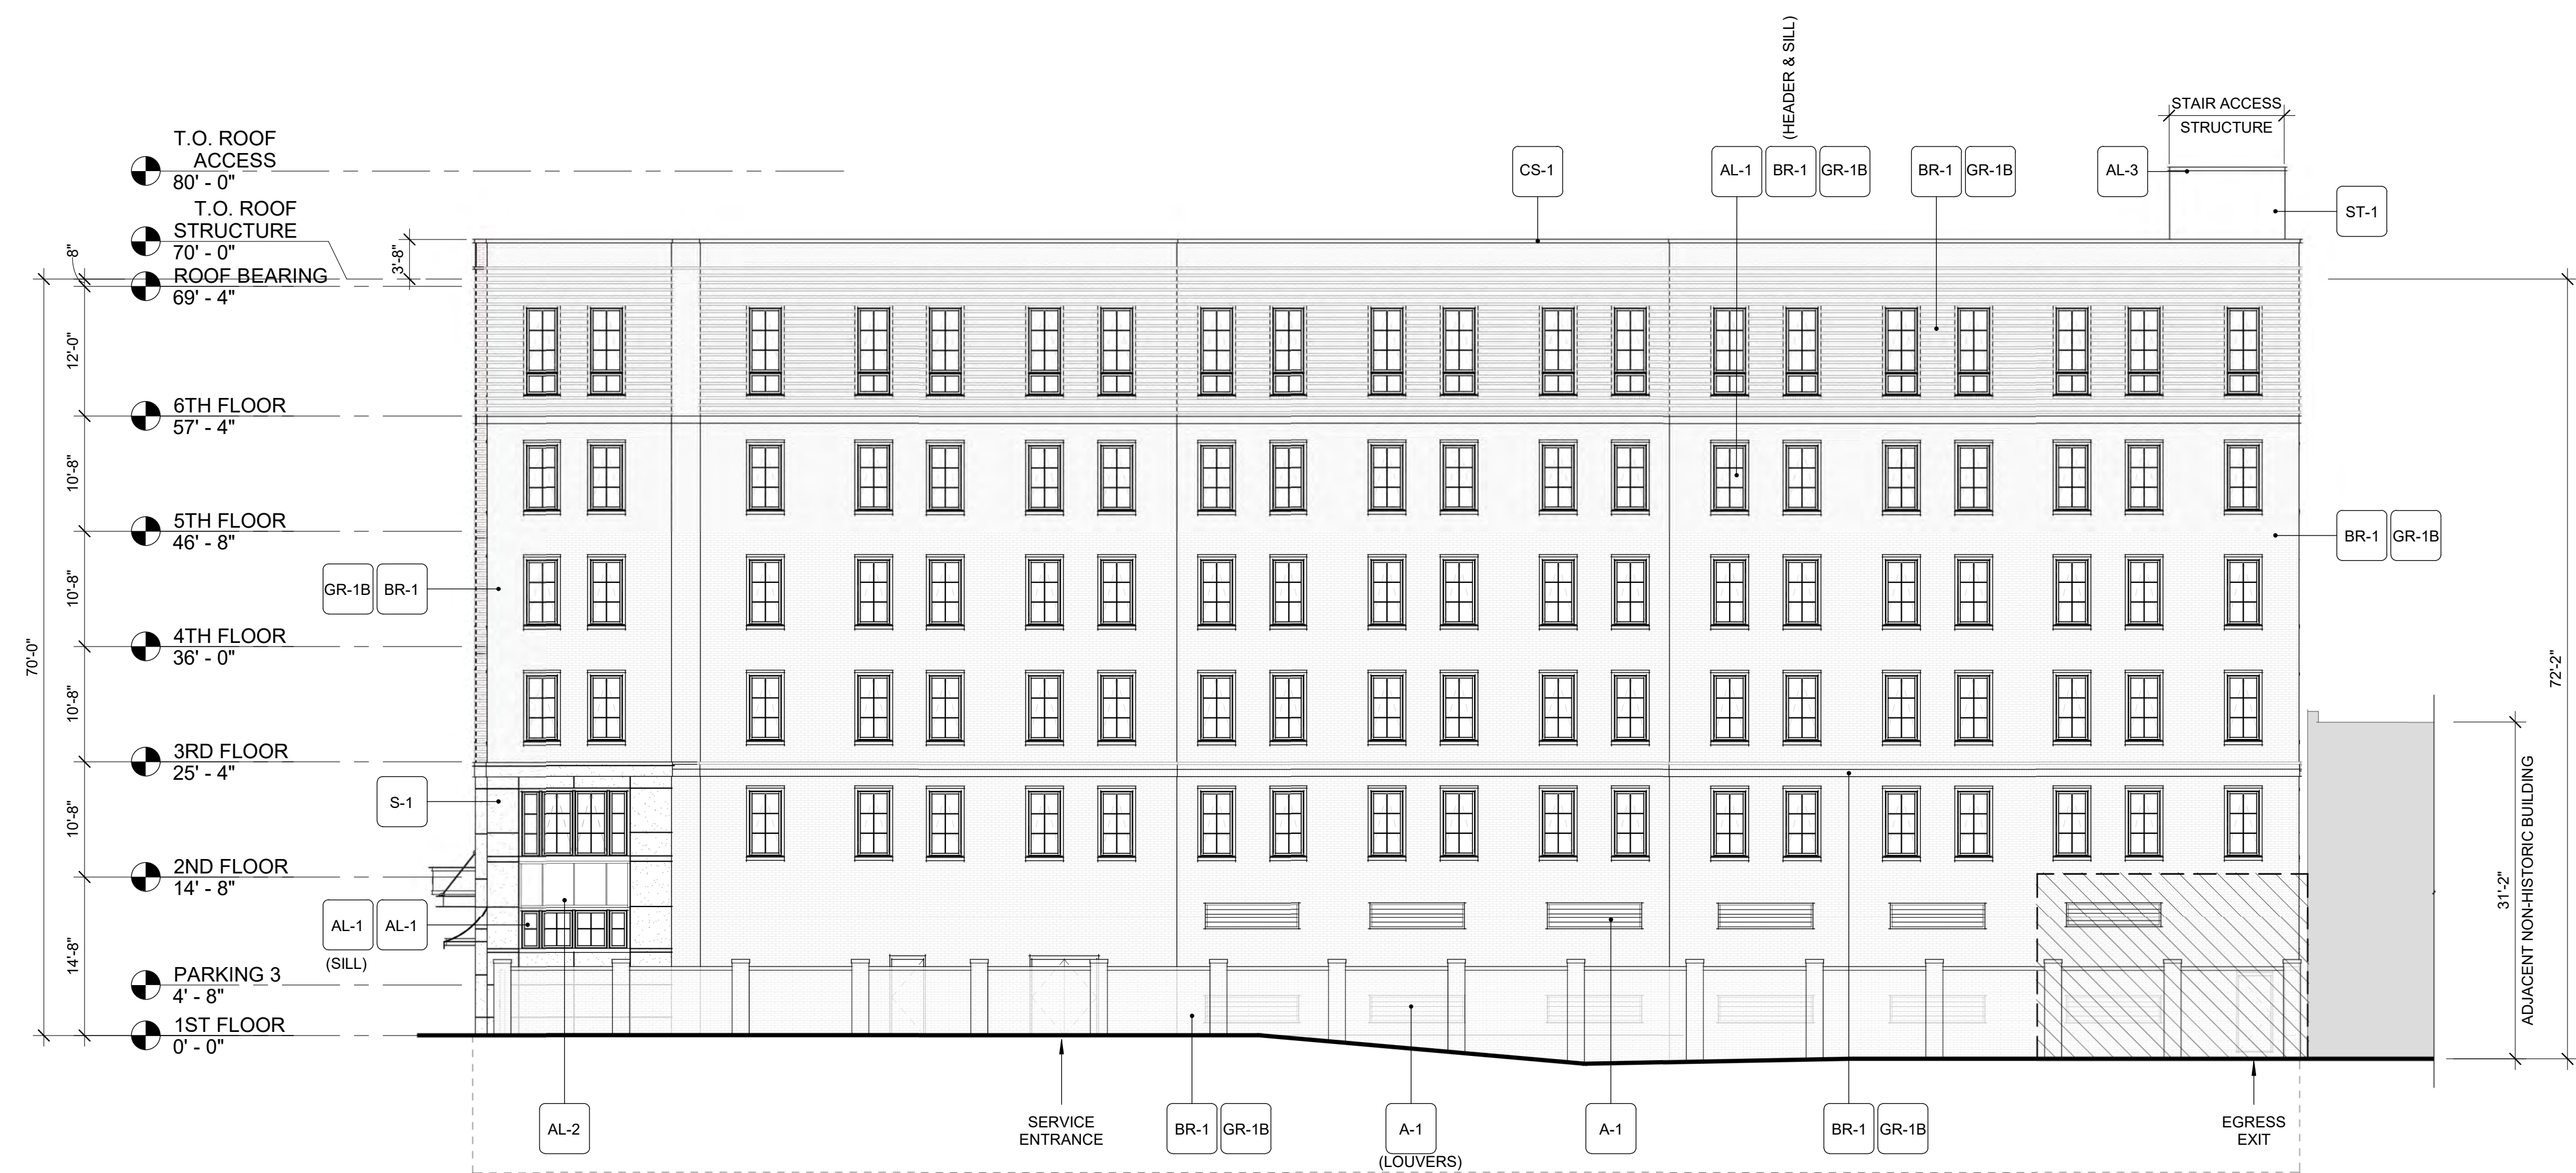 (HEADER & SILL)
STAIR ACCESS
STRUCTURE
T.O. ROOF
ACCESS
80' - 0"
CS-1
AL-1
BR-1
GR-1B
BR-1
GR-1B
AL-3
ST-1
T.O. ROOF
STRUCTURE
70' - 0"
8"
3'-8"
ROOF BEARING
69' - 4"
12'-0"
6TH FLOOR
57' - 4"
10'-8"
5TH FLOOR
46' - 8"
BR-1
GR-1B
10'-8"
GR-1B
BR-1
4TH FLOOR
36' - 0"
70'-0"
72'-2"
10'-8"
3RD FLOOR
25' - 4"
S-1
10'-8"
2ND FLOOR
14' - 8"
31'-2"
ADJACENT NON-HISTORIC BUILDING
AL-1
AL-1
(SILL)
14'-8"
PARKING 3
4' - 8"
1ST FLOOR
0' - 0"
AL-2
SERVICE
ENTRANCE
BR-1
GR-1B
A-1
(LOUVERS)
A-1
BR-1
GR-1B
EGRESS
EXIT